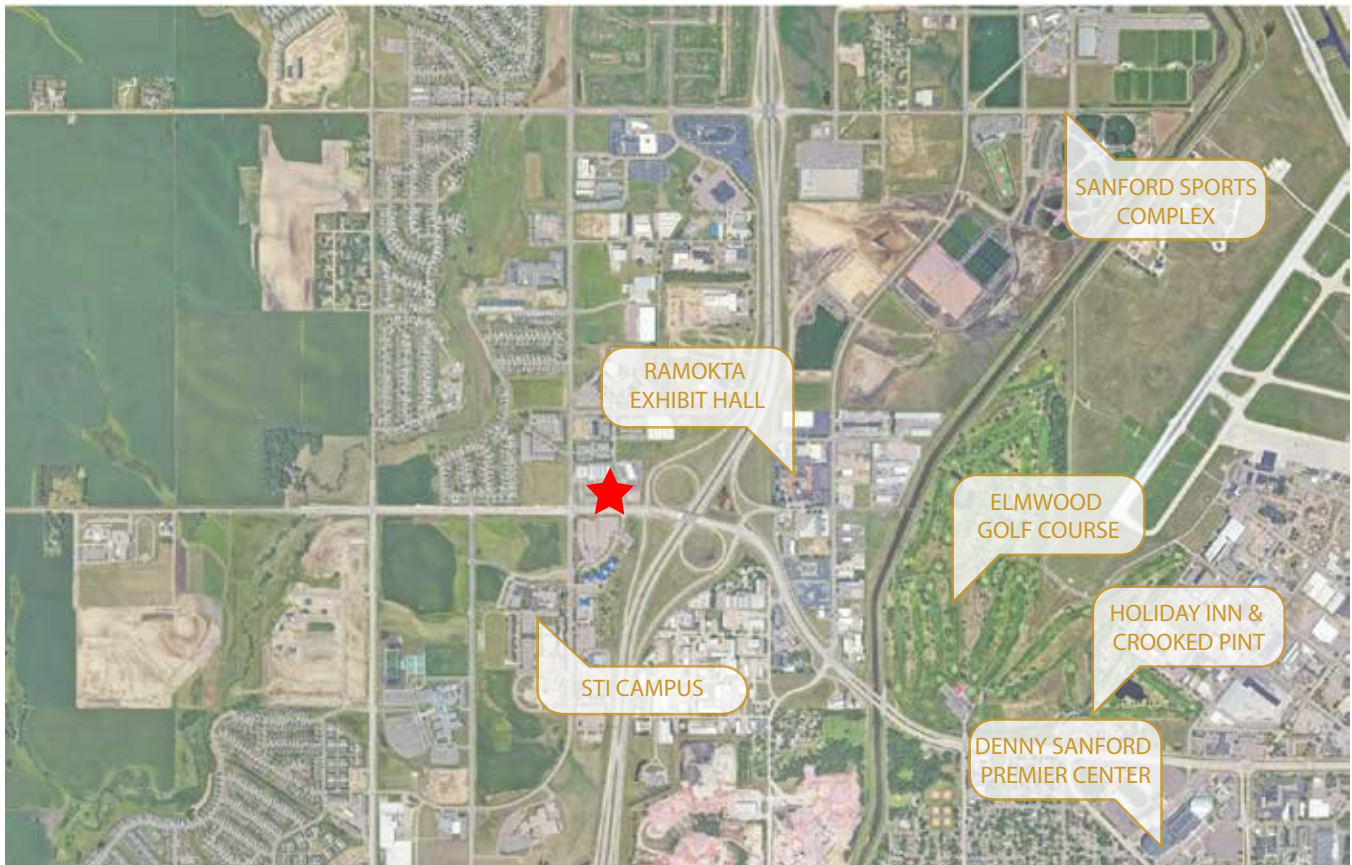 SANFORD SPORTS
COMPLEX
RAMOKTA
EXHIBIT HALL
ELMWOOD
GOLF COURSE
HOLIDAY INN &
CROOKED PINT
STI CAMPUS
DENNY SANFORD
PREMIER CENTER